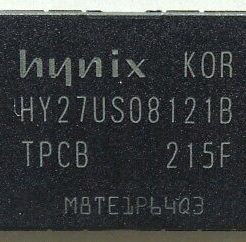 hynix KOR
HY27US08121B
TPCB 215F
M8TE1P64Q3